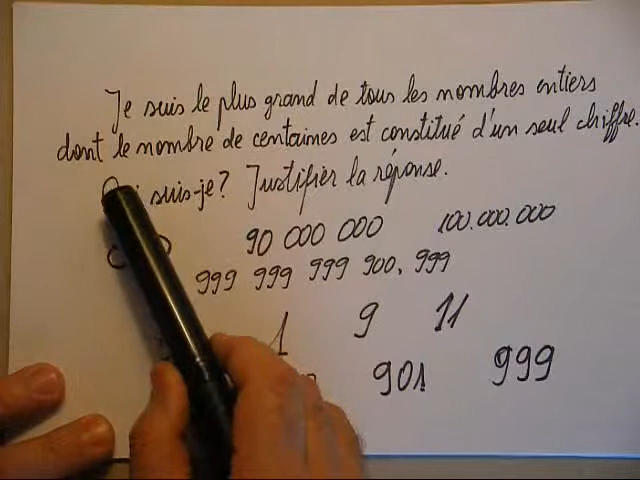 Je suis le plus grand de tous les nombres entiers
dont le nombre de centaines est constitué d'un seul chiffre.
suis-je? Justifier la réponse.
90 000 000 100.000.000
999 999 999 900, 999
1 9 11
901 999